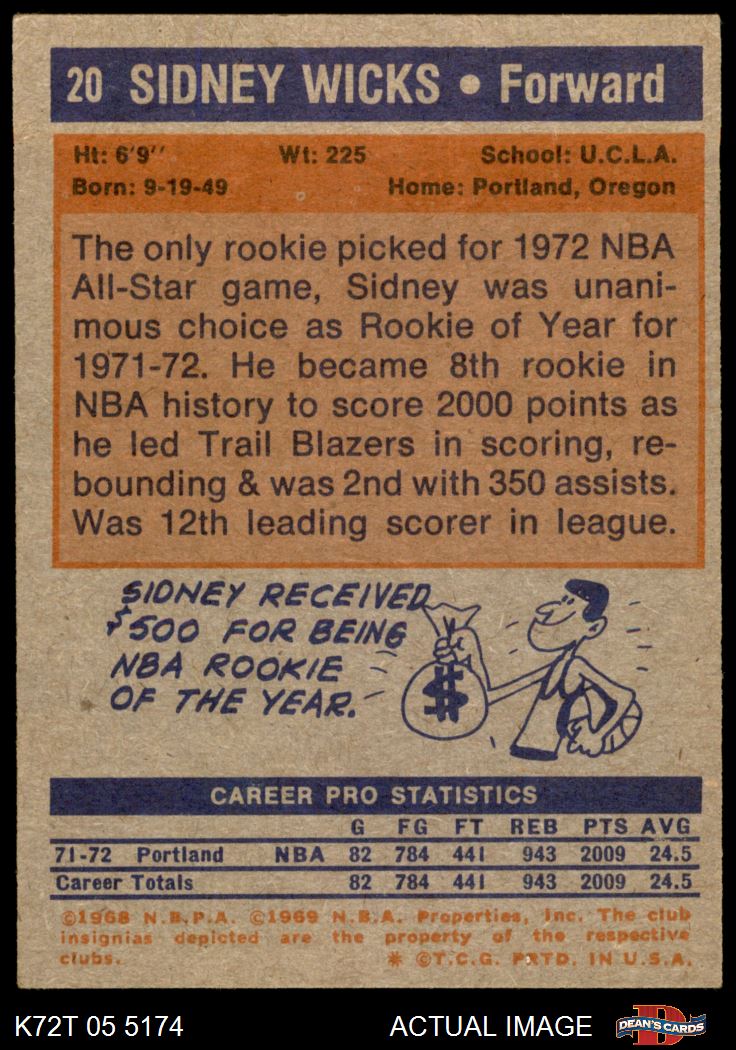 20 SIDNEY WICKS • Forward
Ht: 6'9'' Wt: 225 School: U.C.L.A.
Born: 9-19-49 Home: Portland, Oregon
The only rookie picked for 1972 NBA
All-Star game, Sidney was unani-
mous choice as Rookie of Year for
1971-72. He became 8th rookie in
NBA history to score 2000 points as
he led Trail Blazers in scoring, re-
bounding & was 2nd with 350 assists.
Was 12th leading scorer in league.
SIDNEY RECEIVED
$500 FOR BEING
NBA ROOKIE
OF THE YEAR.
$
CAREER PRO STATISTICS
G FG FT REB PTS AVG
71-72 Portland NBA 82 784 441 943 2009 24.5
Career Totals 82 784 441 943 2009 24.5
©1968 N.B.P.A. ©1969 N.B.A. Properties, Inc. The club
insignias depicted are the property of the respective
clubs. * ©T.C.G. PRTD. IN U.S.A.
K72T 05 5174 ACTUAL IMAGE D DEAN'S CARDS